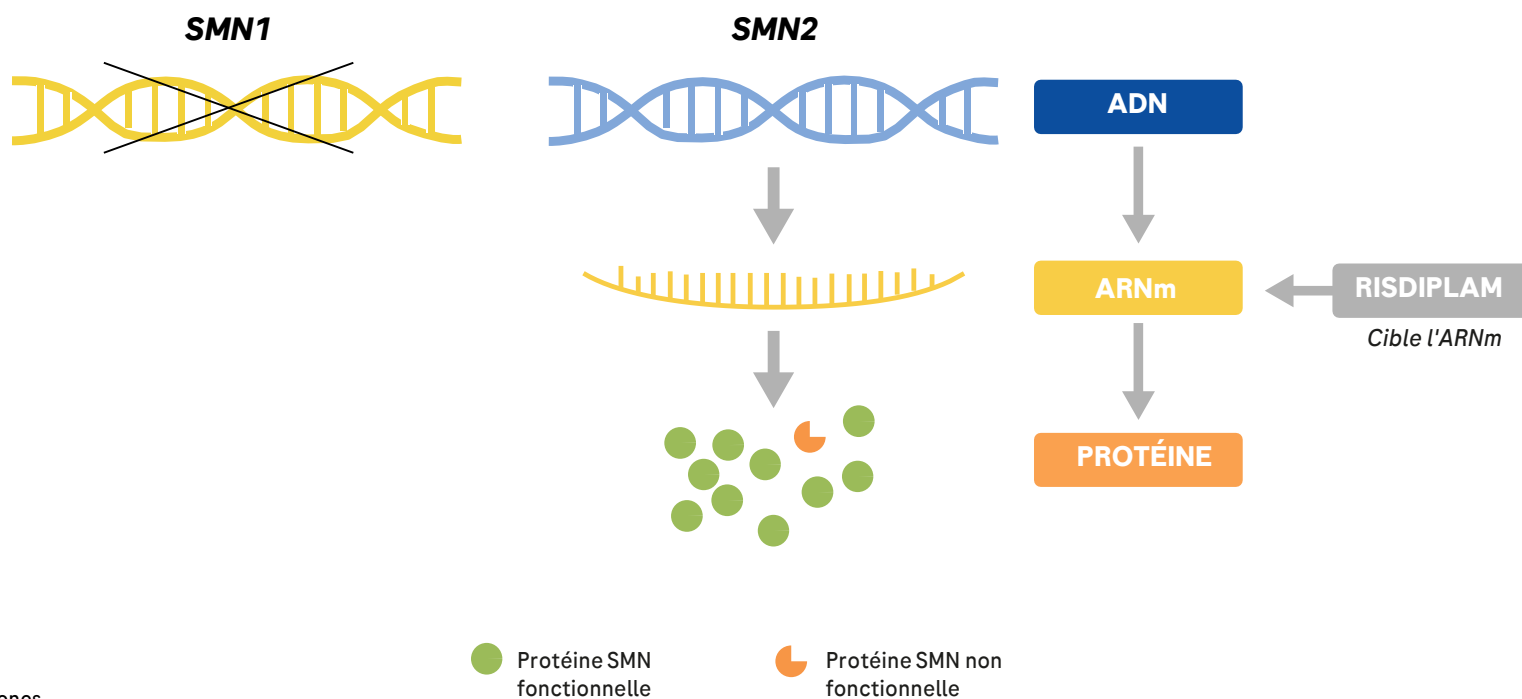 SMN1
SMN2
ADN
ARNm
RISDIPLAM
Cible l'ARNm
PROTÉINE
Protéine SMN
fonctionnelle
Protéine SMN non
fonctionnelle